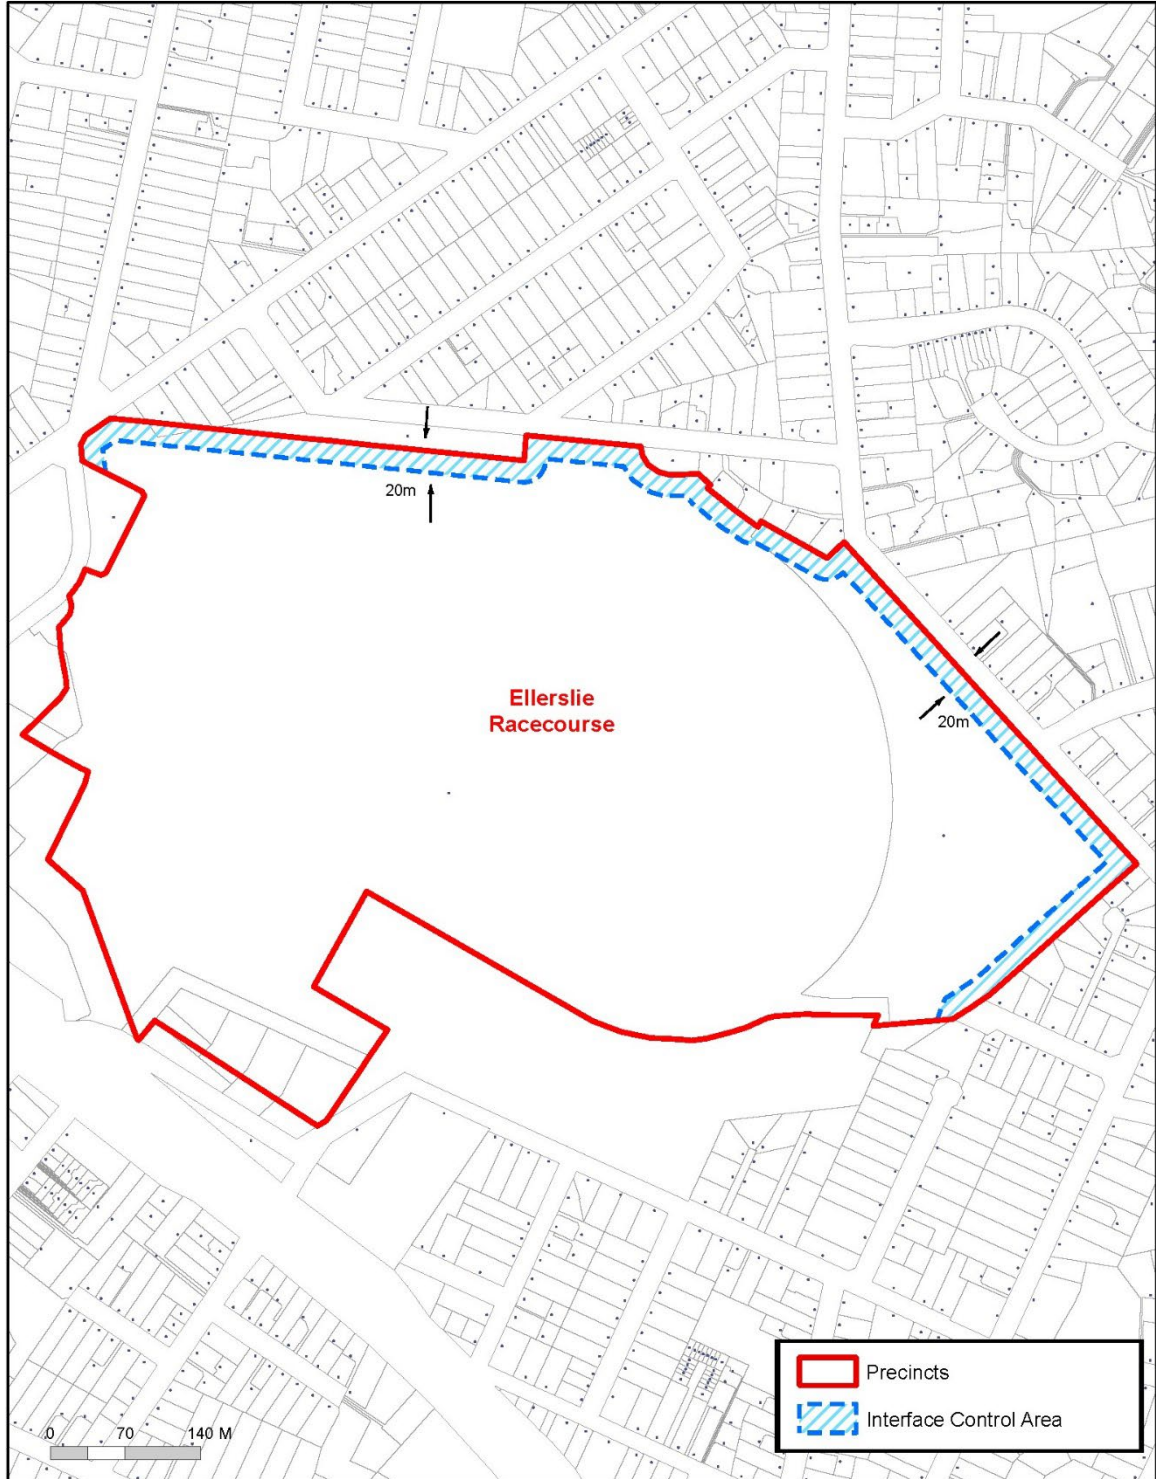 20m
Ellerslie
Racecourse
20m
Precincts
Interface Control Area
0 70 140 M